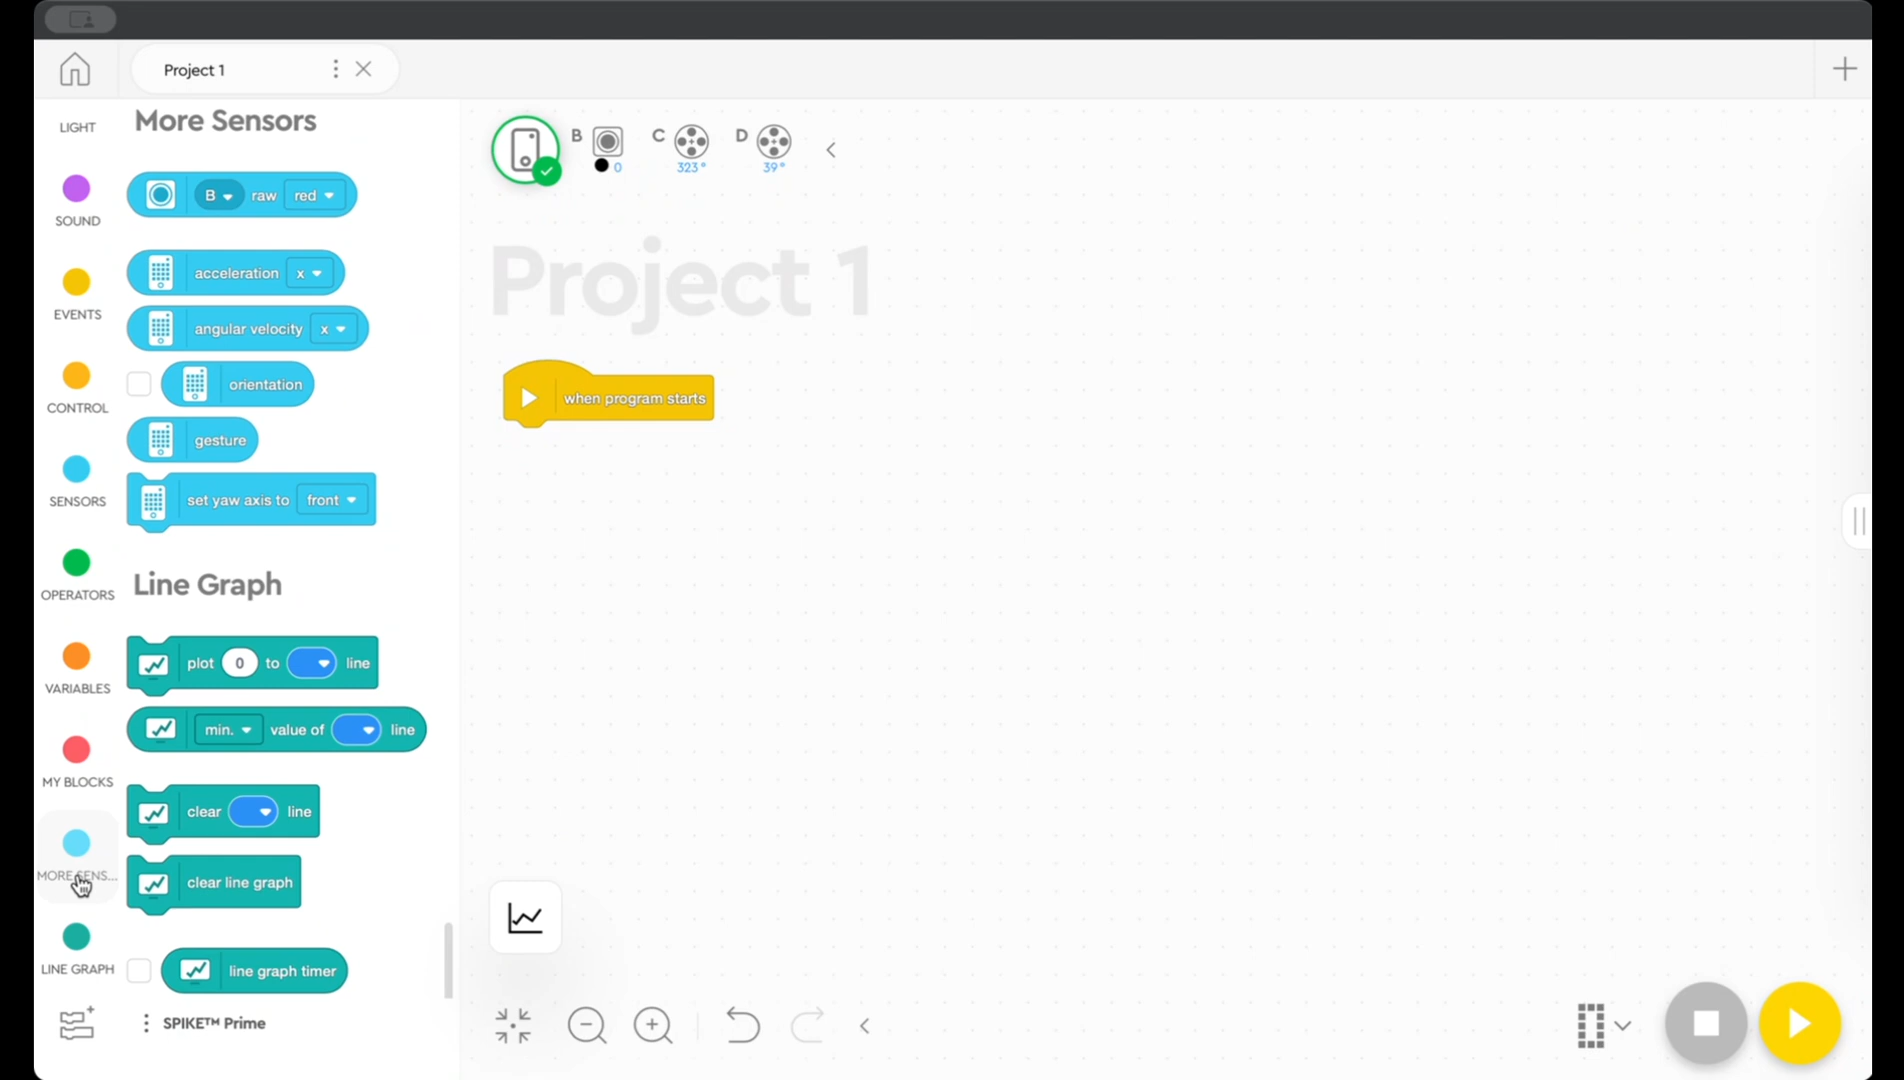 Project 1
LIGHT
SOUND
EVENTS
CONTROL
SENSORS
OPERATORS
VARIABLES
MY BLOCKS
MORE SENS...
LINE GRAPH
More Sensors
B raw red
acceleration x
angular velocity x
orientation
gesture
set yaw axis to front
Line Graph
plot 0 to line
min. value of line
clear line
clear line graph
line graph timer
SPIKE™ Prime
B 0
C 323°
D 39°
Project 1
when program starts